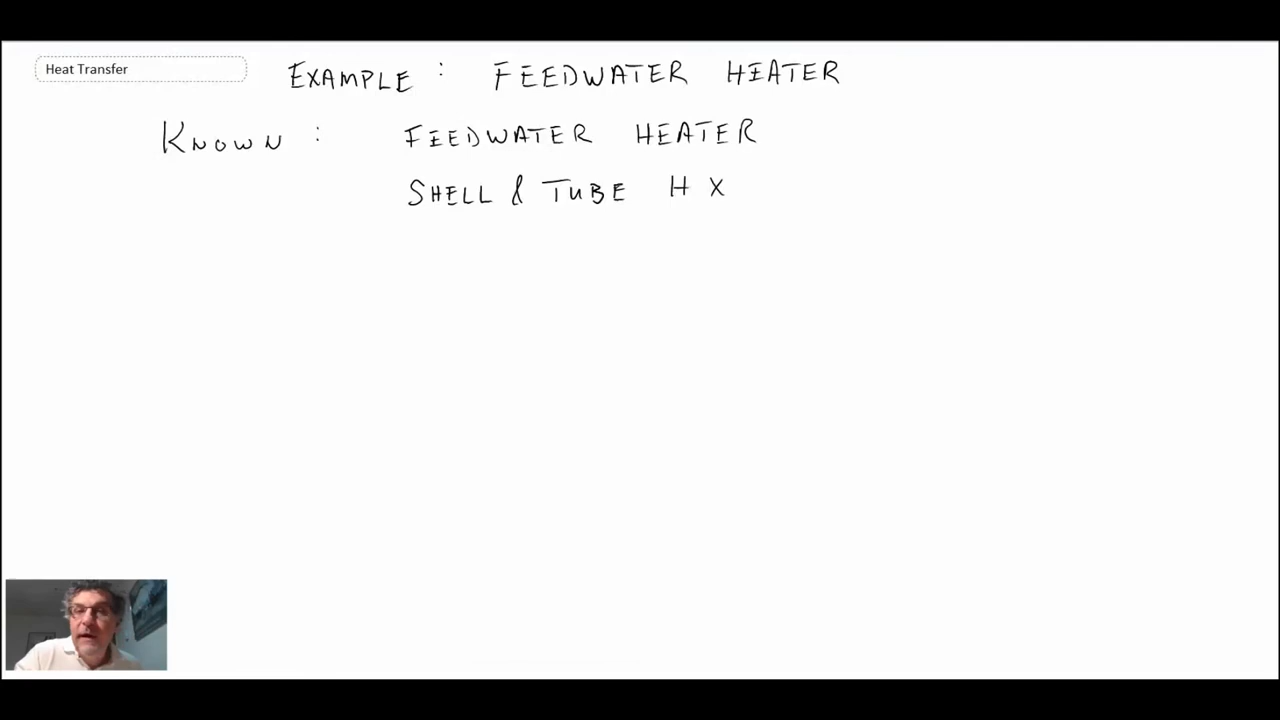 Heat Transfer
EXAMPLE : FEEDWATER HEATER
KNOWN : FEEDWATER HEATER
SHELL & TUBE HX